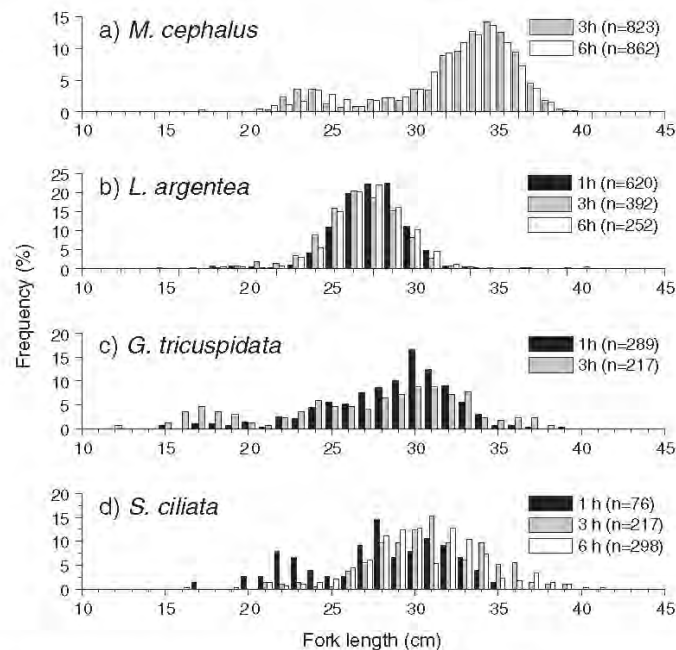 Frequency (%)
a) M. cephalus
3h (n=823)
6h (n=862)
15
10
5
0
10 15 20 25 30 35 40 45
b) L. argentea
1h (n=620)
3h (n=392)
6h (n=252)
25
20
15
10
5
0
10 15 20 25 30 35 40 45
c) G. tricuspidata
1h (n=289)
3h (n=217)
20
15
10
5
0
10 15 20 25 30 35 40 45
d) S. ciliata
1 h (n=76)
3 h (n=217)
6 h (n=298)
20
15
10
5
0
10 15 20 25 30 35 40 45
Fork length (cm)